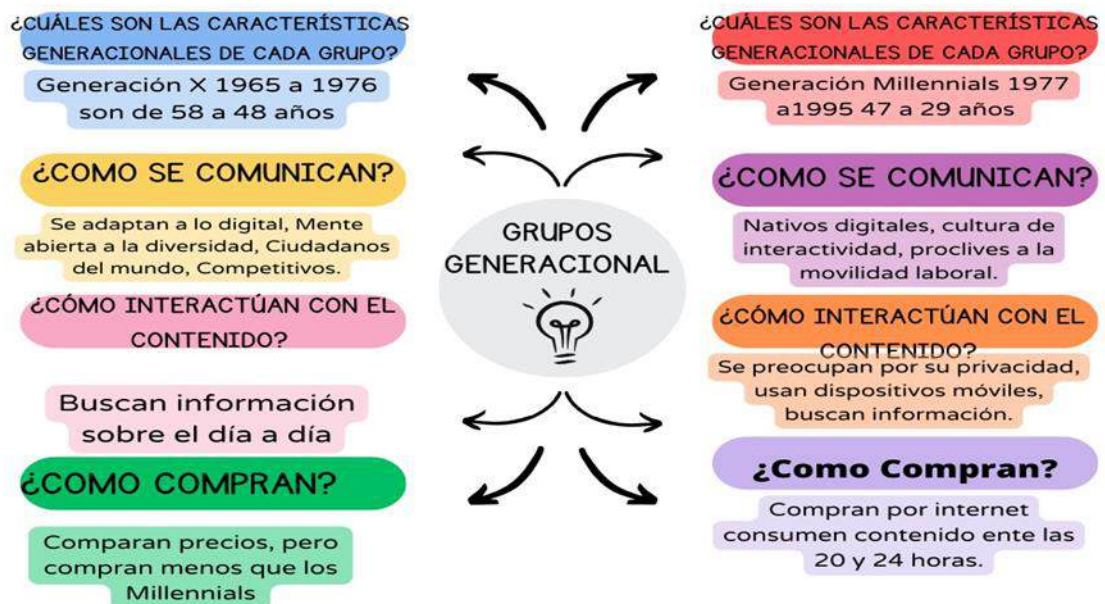 ¿CUÁLES SON LAS CARACTERÍSTICAS
GENERACIONALES DE CADA GRUPO?
Generación X 1965 a 1976
son de 58 a 48 años
¿COMO SE COMUNICAN?
Se adaptan a lo digital, Mente
abierta a la diversidad, Ciudadanos
del mundo, Competitivos.
¿CÓMO INTERACTÚAN CON EL
CONTENIDO?
Buscan información
sobre el día a día
¿COMO COMPRAN?
Comparan precios, pero
compran menos que los
Millennials
GRUPOS
GENERACIONAL
¿CUÁLES SON LAS CARACTERÍSTICAS
GENERACIONALES DE CADA GRUPO?
Generación Millennials 1977
a1995 47 a 29 años
¿COMO SE COMUNICAN?
Nativos digitales, cultura de
interactividad, proclives a la
movilidad laboral.
¿CÓMO INTERACTÚAN CON EL
CONTENIDO?
Se preocupan por su privacidad,
usan dispositivos móviles,
buscan información.
¿Como Compran?
Compran por internet
consumen contenido ente las
20 y 24 horas.